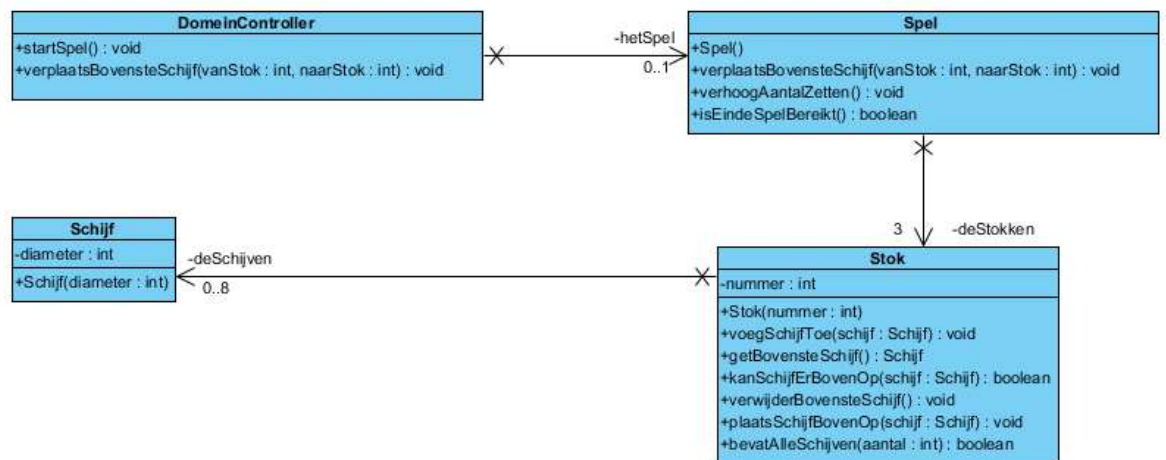 DomeinController
+startSpel() : void
+verplaatsBovensteSchijf(vanStok : int, naarStok : int) : void
-hetSpel
0..1
Spel
+Spel()
+verplaatsBovensteSchijf(vanStok : int, naarStok : int) : void
+verhoogAantalZetten() : void
+isEindeSpelBereikt() : boolean
3
-deStokken
Schijf
-diameter : int
+Schijf(diameter : int)
-deSchijven
0..8
Stok
-nummer : int
+Stok(nummer : int)
+voegSchijfToe(schijf : Schijf) : void
+getBovensteSchijf() : Schijf
+kanSchijfErBovenOp(schijf : Schijf) : boolean
+verwijderBovensteSchijf() : void
+plaatsSchijfBovenOp(schijf : Schijf) : void
+bevatAlleSchijven(aantal : int) : boolean